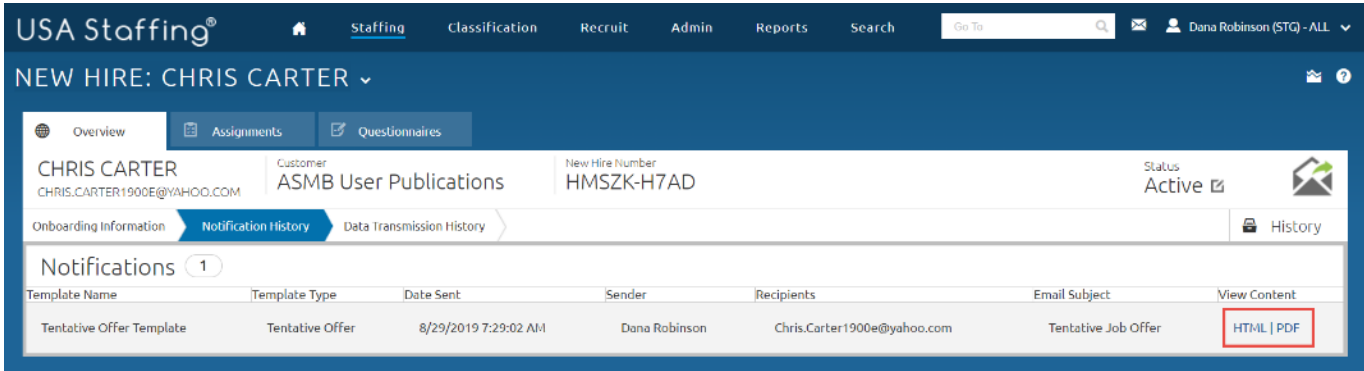 USA Staffing® Staffing Classification Recruit Admin Reports Search Go To Dana Robinson (STG) - ALL
NEW HIRE: CHRIS CARTER
Overview Assignments Questionnaires
CHRIS CARTER Customer New Hire Number Status
CHRIS.CARTER1900E@YAHOO.COM ASMB User Publications HMSZK-H7AD Active
Onboarding Information Notification History Data Transmission History History
Notifications 1
Template Name Template Type Date Sent Sender Recipients Email Subject View Content
Tentative Offer Template Tentative Offer 8/29/2019 7:29:02 AM Dana Robinson Chris.Carter1900e@yahoo.com Tentative Job Offer HTML | PDF